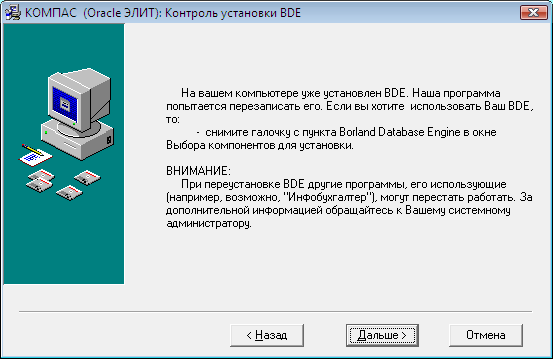 КОМПАС (Oracle ЭЛИТ): Контроль установки BDE
На вашем компьютере уже установлен BDE. Наша программа
попытается перезаписать его. Если вы хотите использовать Ваш BDE,
то:
- снимите галочку с пункта Borland Database Engine в окне
Выбора компонентов для установки.
ВНИМАНИЕ:
При переустановке BDE другие программы, его использующие
(например, возможно, "Инфобухгалтер"), могут перестать работать. За
дополнительной информацией обращайтесь к Вашему системному
администратору.
< Назад
Дальше >
Отмена